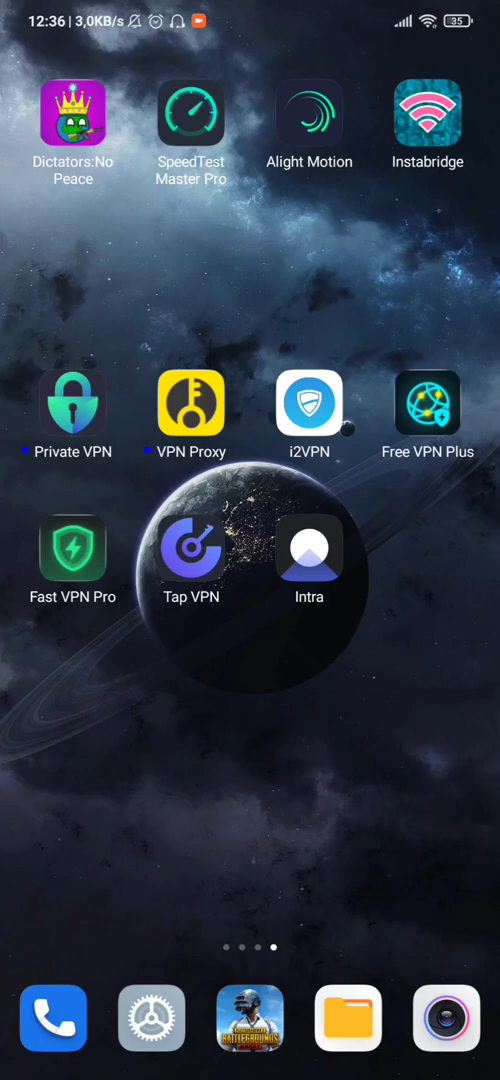 12:36 | 3,0KB/s
35
Dictators:No
Peace
SpeedTest
Master Pro
Alight Motion
Instabridge
Private VPN
VPN Proxy
i2VPN
Free VPN Plus
Fast VPN Pro
Tap VPN
Intra
BATTLEGROUNDS